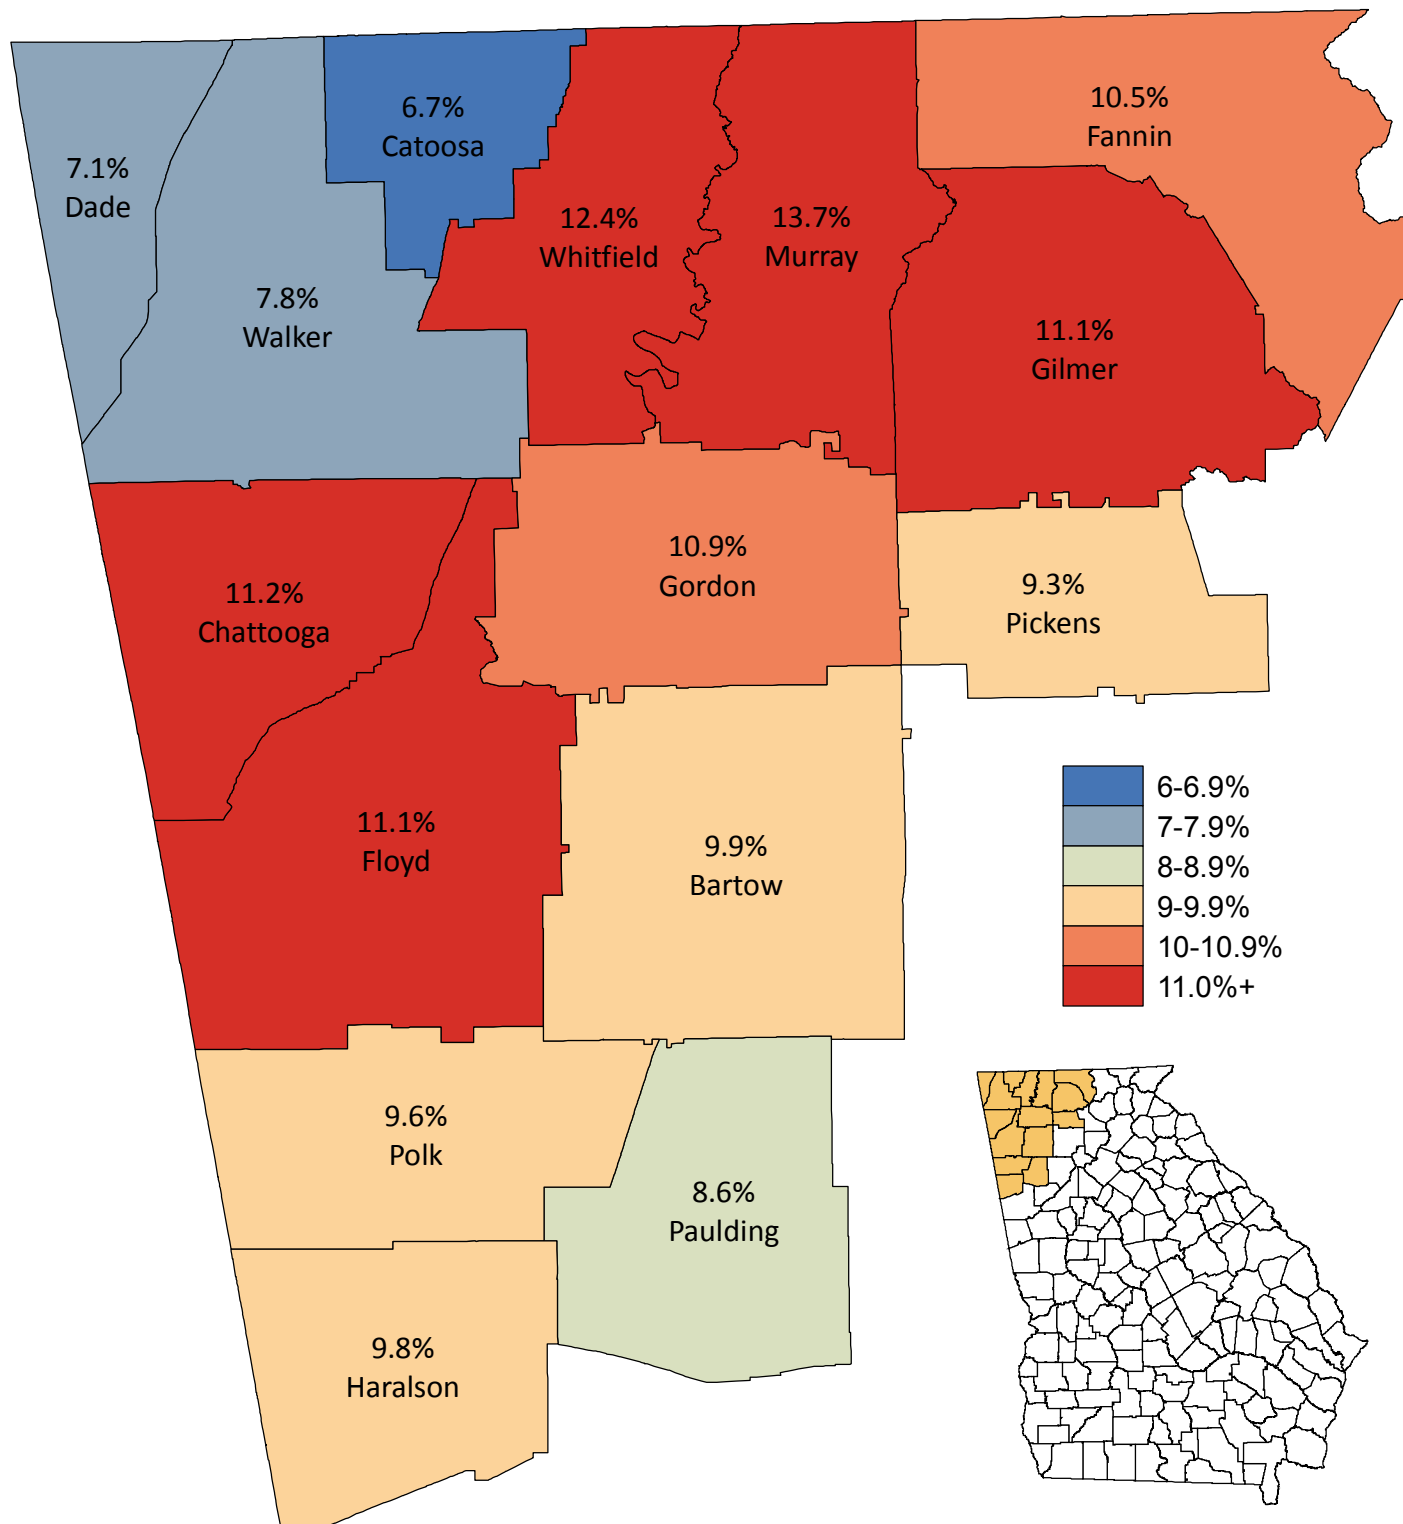 10.5%
Fannin
6.7%
Catoosa
7.1%
Dade
12.4%
Whitfield
13.7%
Murray
7.8%
Walker
11.1%
Gilmer
10.9%
Gordon
9.3%
Pickens
11.2%
Chattooga
11.1%
Floyd
9.9%
Bartow
6-6.9%
7-7.9%
8-8.9%
9-9.9%
10-10.9%
11.0%+
9.6%
Polk
8.6%
Paulding
9.8%
Haralson